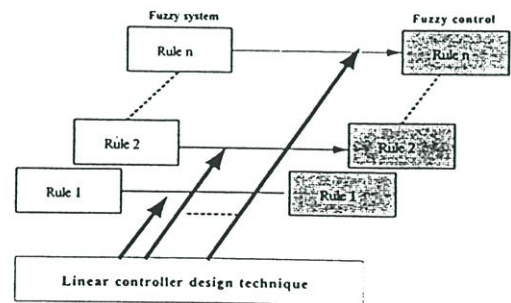 Fuzzy system
Fuzzy control
Rule n
Rule n
Rule 2
Rule 2
Rule 1
Rule 1
Linear controller design technique